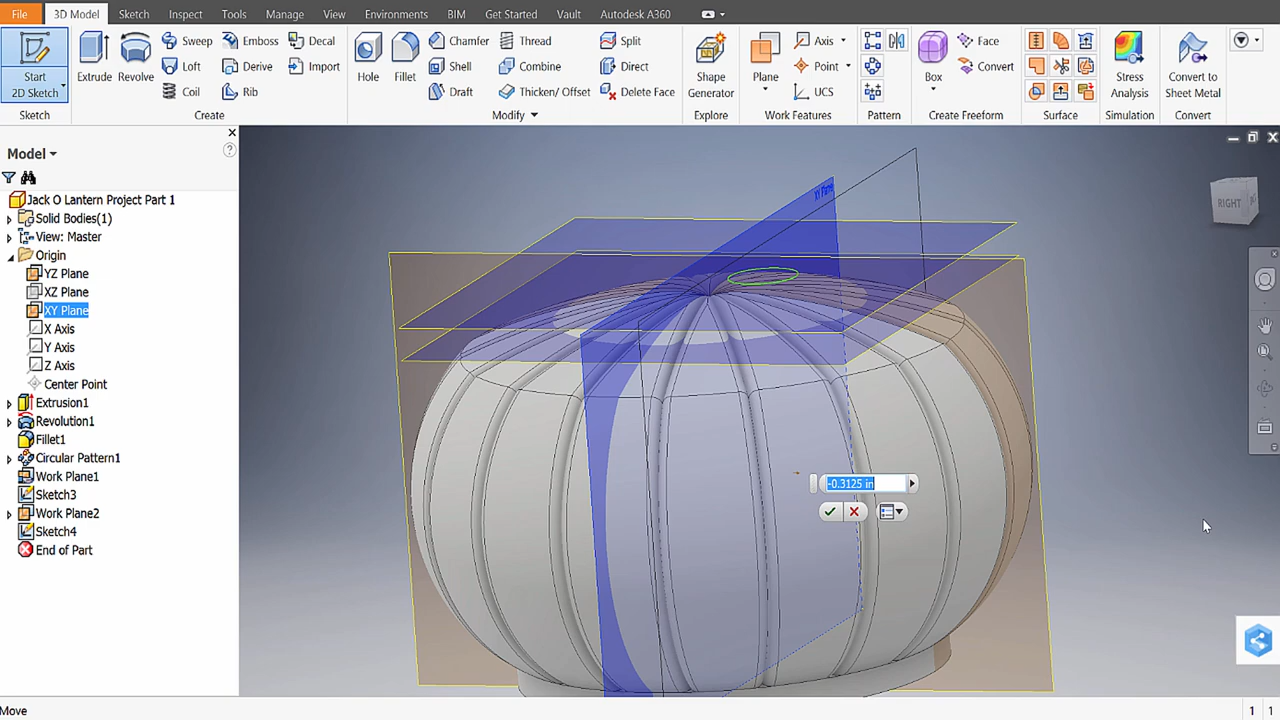 File 3D Model Sketch Inspect Tools Manage View Environments BIM Get Started Vault Autodesk A360
Start
2D Sketch
Sketch
Extrude
Revolve
Sweep
Loft
Coil
Emboss
Derive
Rib
Decal
Import
Create
Hole
Fillet
Chamfer
Shell
Draft
Thread
Combine
Thicken/ Offset
Split
Direct
Delete Face
Modify
Shape
Generator
Explore
Plane
Axis
Point
UCS
Work Features
Pattern
Box
Face
Convert
Create Freeform
Surface
Stress
Analysis
Simulation
Convert to
Sheet Metal
Convert
Model
Jack O Lantern Project Part 1
Solid Bodies(1)
View: Master
Origin
YZ Plane
XZ Plane
XY Plane
X Axis
Y Axis
Z Axis
Center Point
Extrusion1
Revolution1
Fillet1
Circular Pattern1
Work Plane1
Sketch3
Work Plane2
Sketch4
End of Part
XY Plane
RIGHT
-0.3125 in
Move
1 1